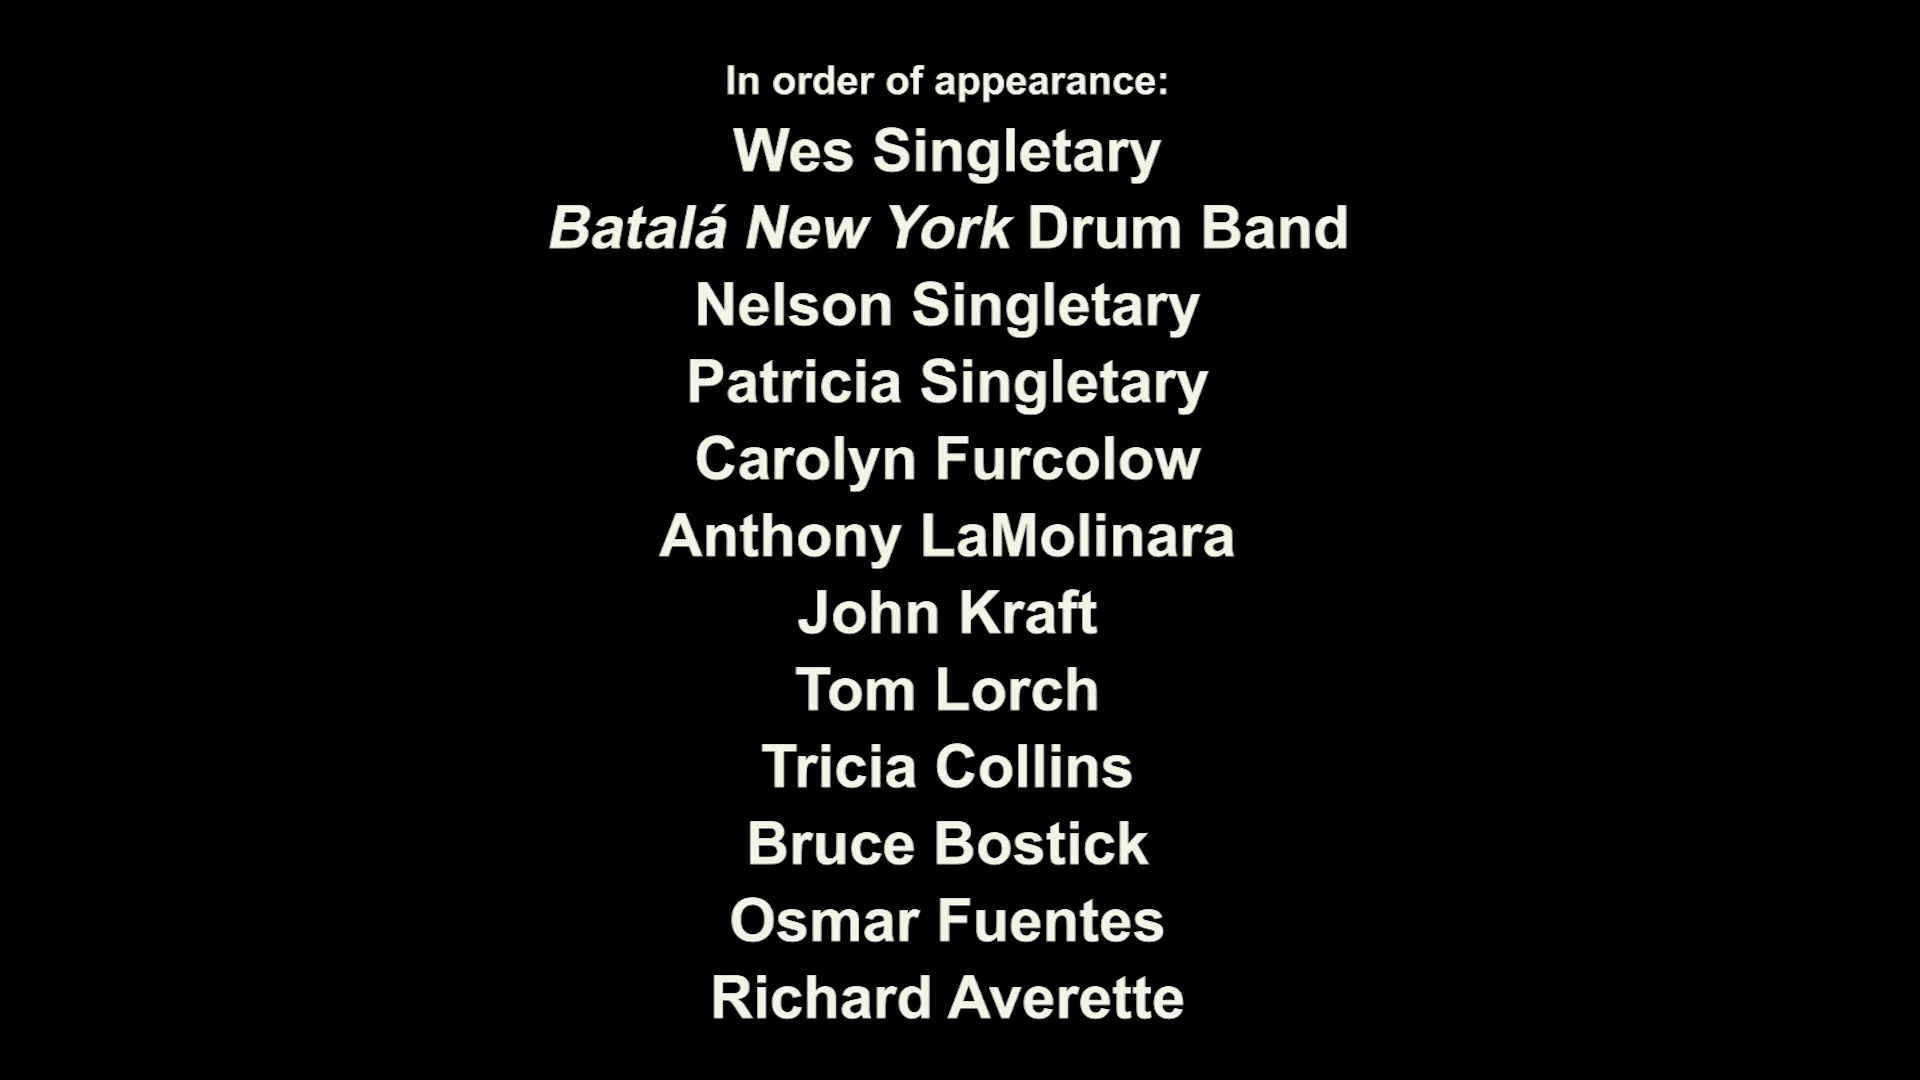 In order of appearance:
Wes Singletary
Batalá New York Drum Band
Nelson Singletary
Patricia Singletary
Carolyn Furcolow
Anthony LaMolinara
John Kraft
Tom Lorch
Tricia Collins
Bruce Bostick
Osmar Fuentes
Richard Averette